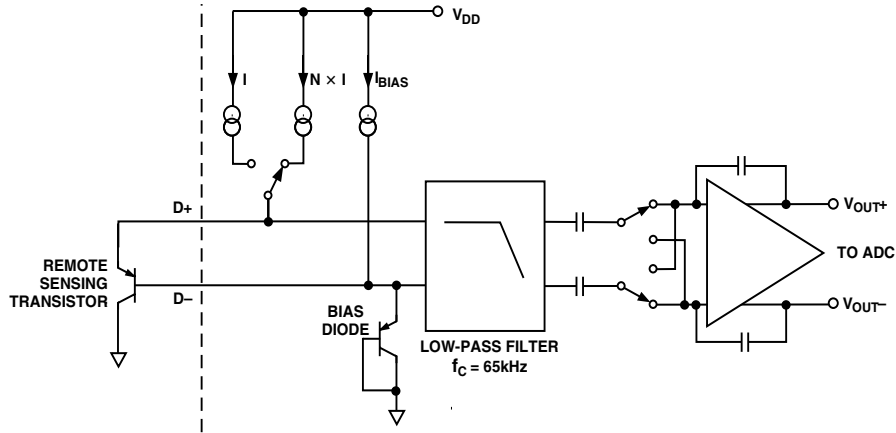 V_DD
I
N × I
I_BIAS
D+
REMOTE
SENSING
TRANSISTOR
D–
BIAS
DIODE
LOW-PASS FILTER
f_C = 65kHz
V_OUT+
TO ADC
V_OUT–